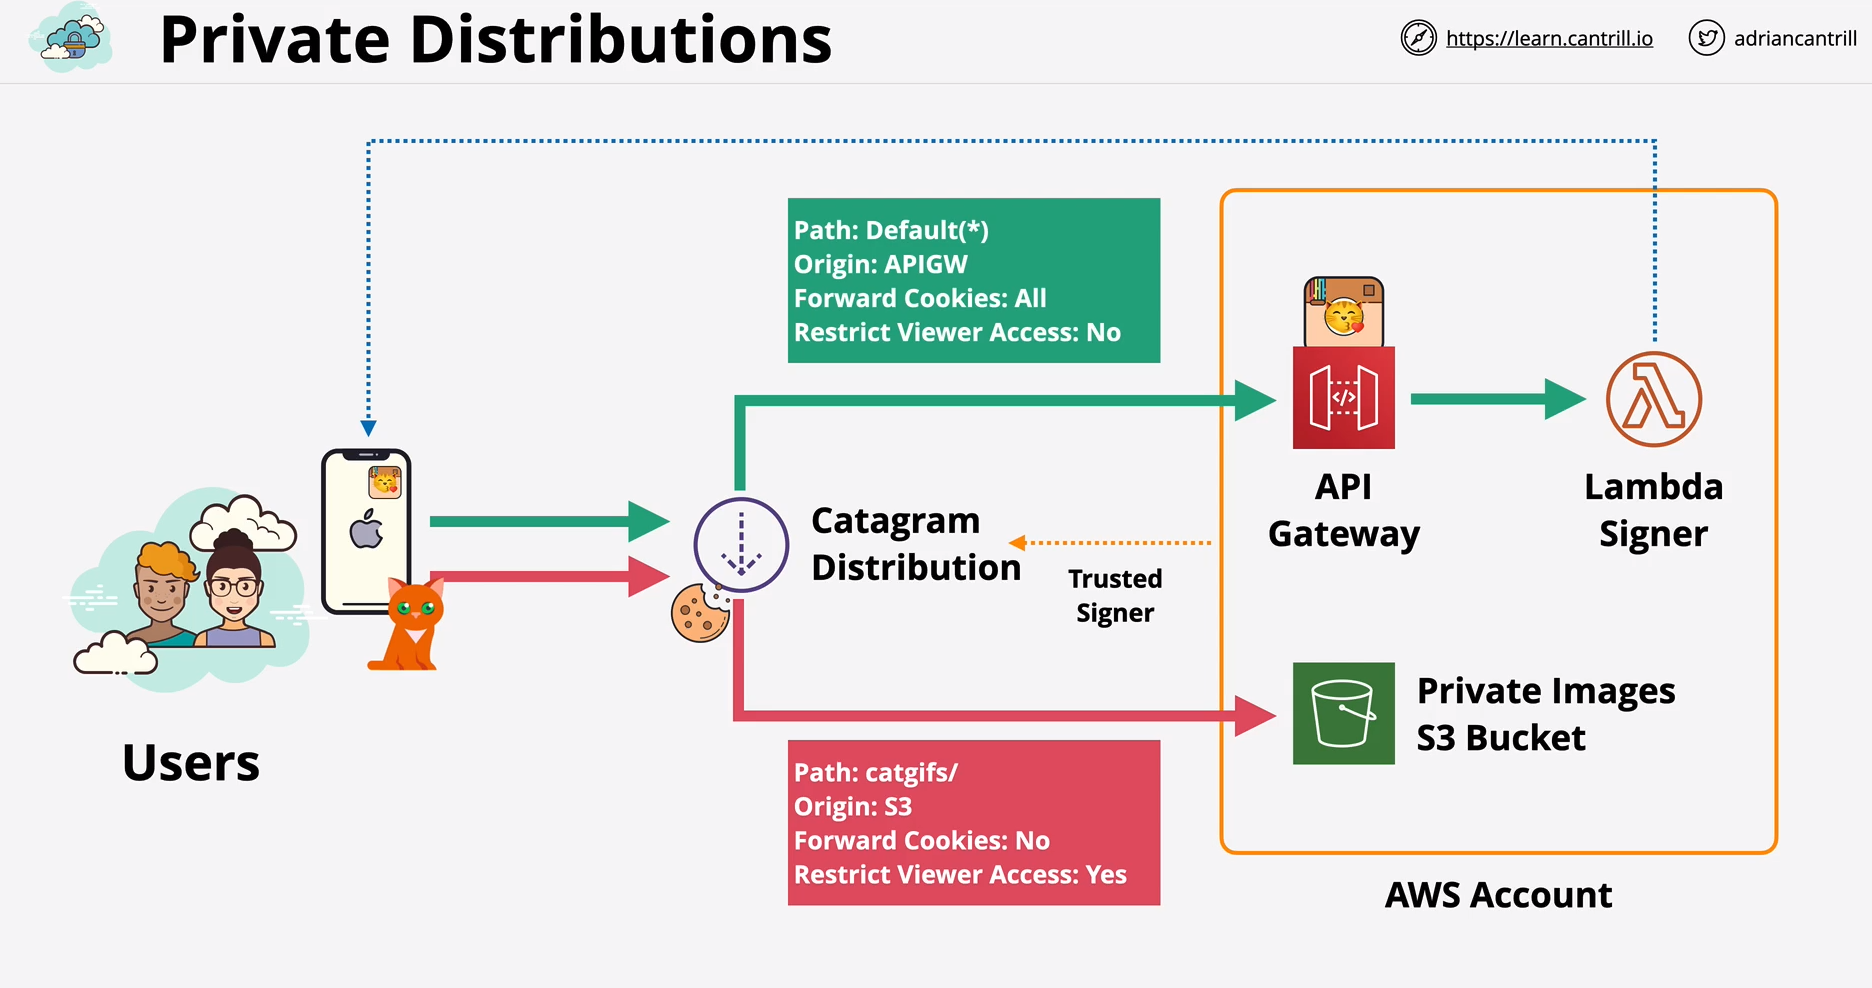 Private Distributions
https://learn.cantrill.io
adriancantrill
Path: Default(*)
Origin: APIGW
Forward Cookies: All
Restrict Viewer Access: No
</>
API
Gateway
Lambda
Signer
Catagram
Distribution
Trusted
Signer
Users
Private Images
S3 Bucket
Path: catgifs/
Origin: S3
Forward Cookies: No
Restrict Viewer Access: Yes
AWS Account